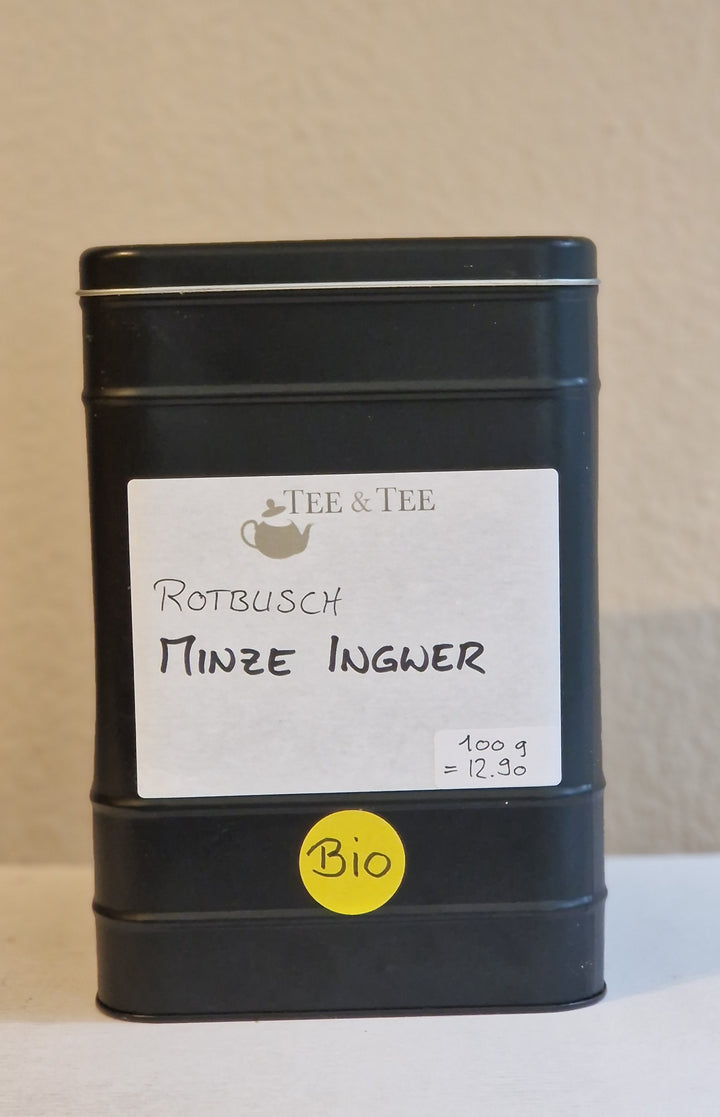 TEE & TEE
ROTBUSCH
MINZE INGWER
100 g
= 12.90
Bio